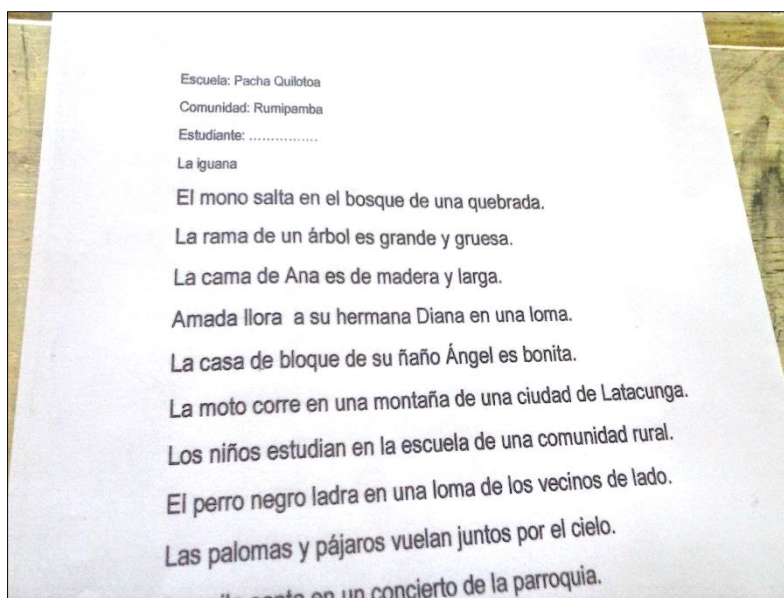 Escuela: Pacha Quilotoa
Comunidad: Rumipamba
Estudiante: ................
La iguana
El mono salta en el bosque de una quebrada.
La rama de un árbol es grande y gruesa.
La cama de Ana es de madera y larga.
Amada llora  a su hermana Diana en una loma.
La casa de bloque de su ñaño Ángel es bonita.
La moto corre en una montaña de una ciudad de Latacunga.
Los niños estudian en la escuela de una comunidad rural.
El perro negro ladra en una loma de los vecinos de lado.
Las palomas y pájaros vuelan juntos por el cielo.
en un concierto de la parroquia.